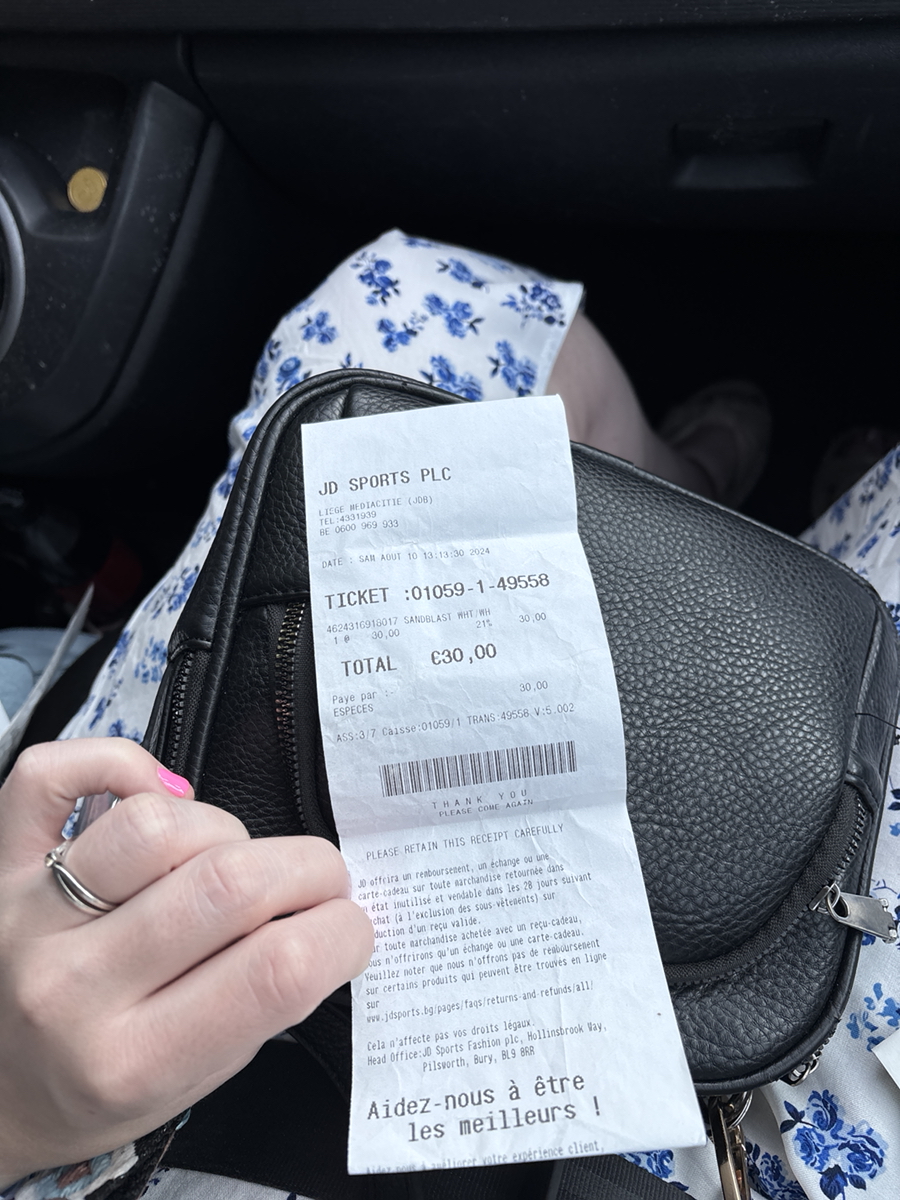 JD SPORTS PLC
LIEGE MEDIACITIE (JDB)
TEL:4331939
BE 0600 969 933
DATE : SAM AOUT 10 13:13:30 2024
TICKET :01059-1-49558
4624316918017 SANDBLAST WHT/WH 30,00
1 @ 30,00 21%
TOTAL €30,00
Paye par :- 30,00
ESPECES
ASS:3/7 Caisse:01059/1 TRANS:49558 V:5.002
THANK YOU
PLEASE COME AGAIN
PLEASE RETAIN THIS RECEIPT CAREFULLY
JD offrira un remboursement, un échange ou une
carte-cadeau sur toute marchandise retournée dans
état inutilisé et vendable dans les 28 jours suivant
(à l'exclusion des sous-vêtements) sur
d'un reçu valide.
toute marchandise achetée avec un reçu-cadeau,
n'offrirons qu'un échange ou une carte-cadeau.
Veuillez noter que nous n'offrons pas de remboursement
sur certains produits qui peuvent être trouvés en ligne
sur
www.jdsports.bg/pages/faqs/returns-and-refunds/all/
Cela n'affecte pas vos droits légaux.
Head Office:JD Sports Fashion plc, Hollinsbrook Way,
Pilsworth, Bury, BL9 8RR
Aidez-nous à être
les meilleurs !
Aidez-nous à améliorer votre expérience client.